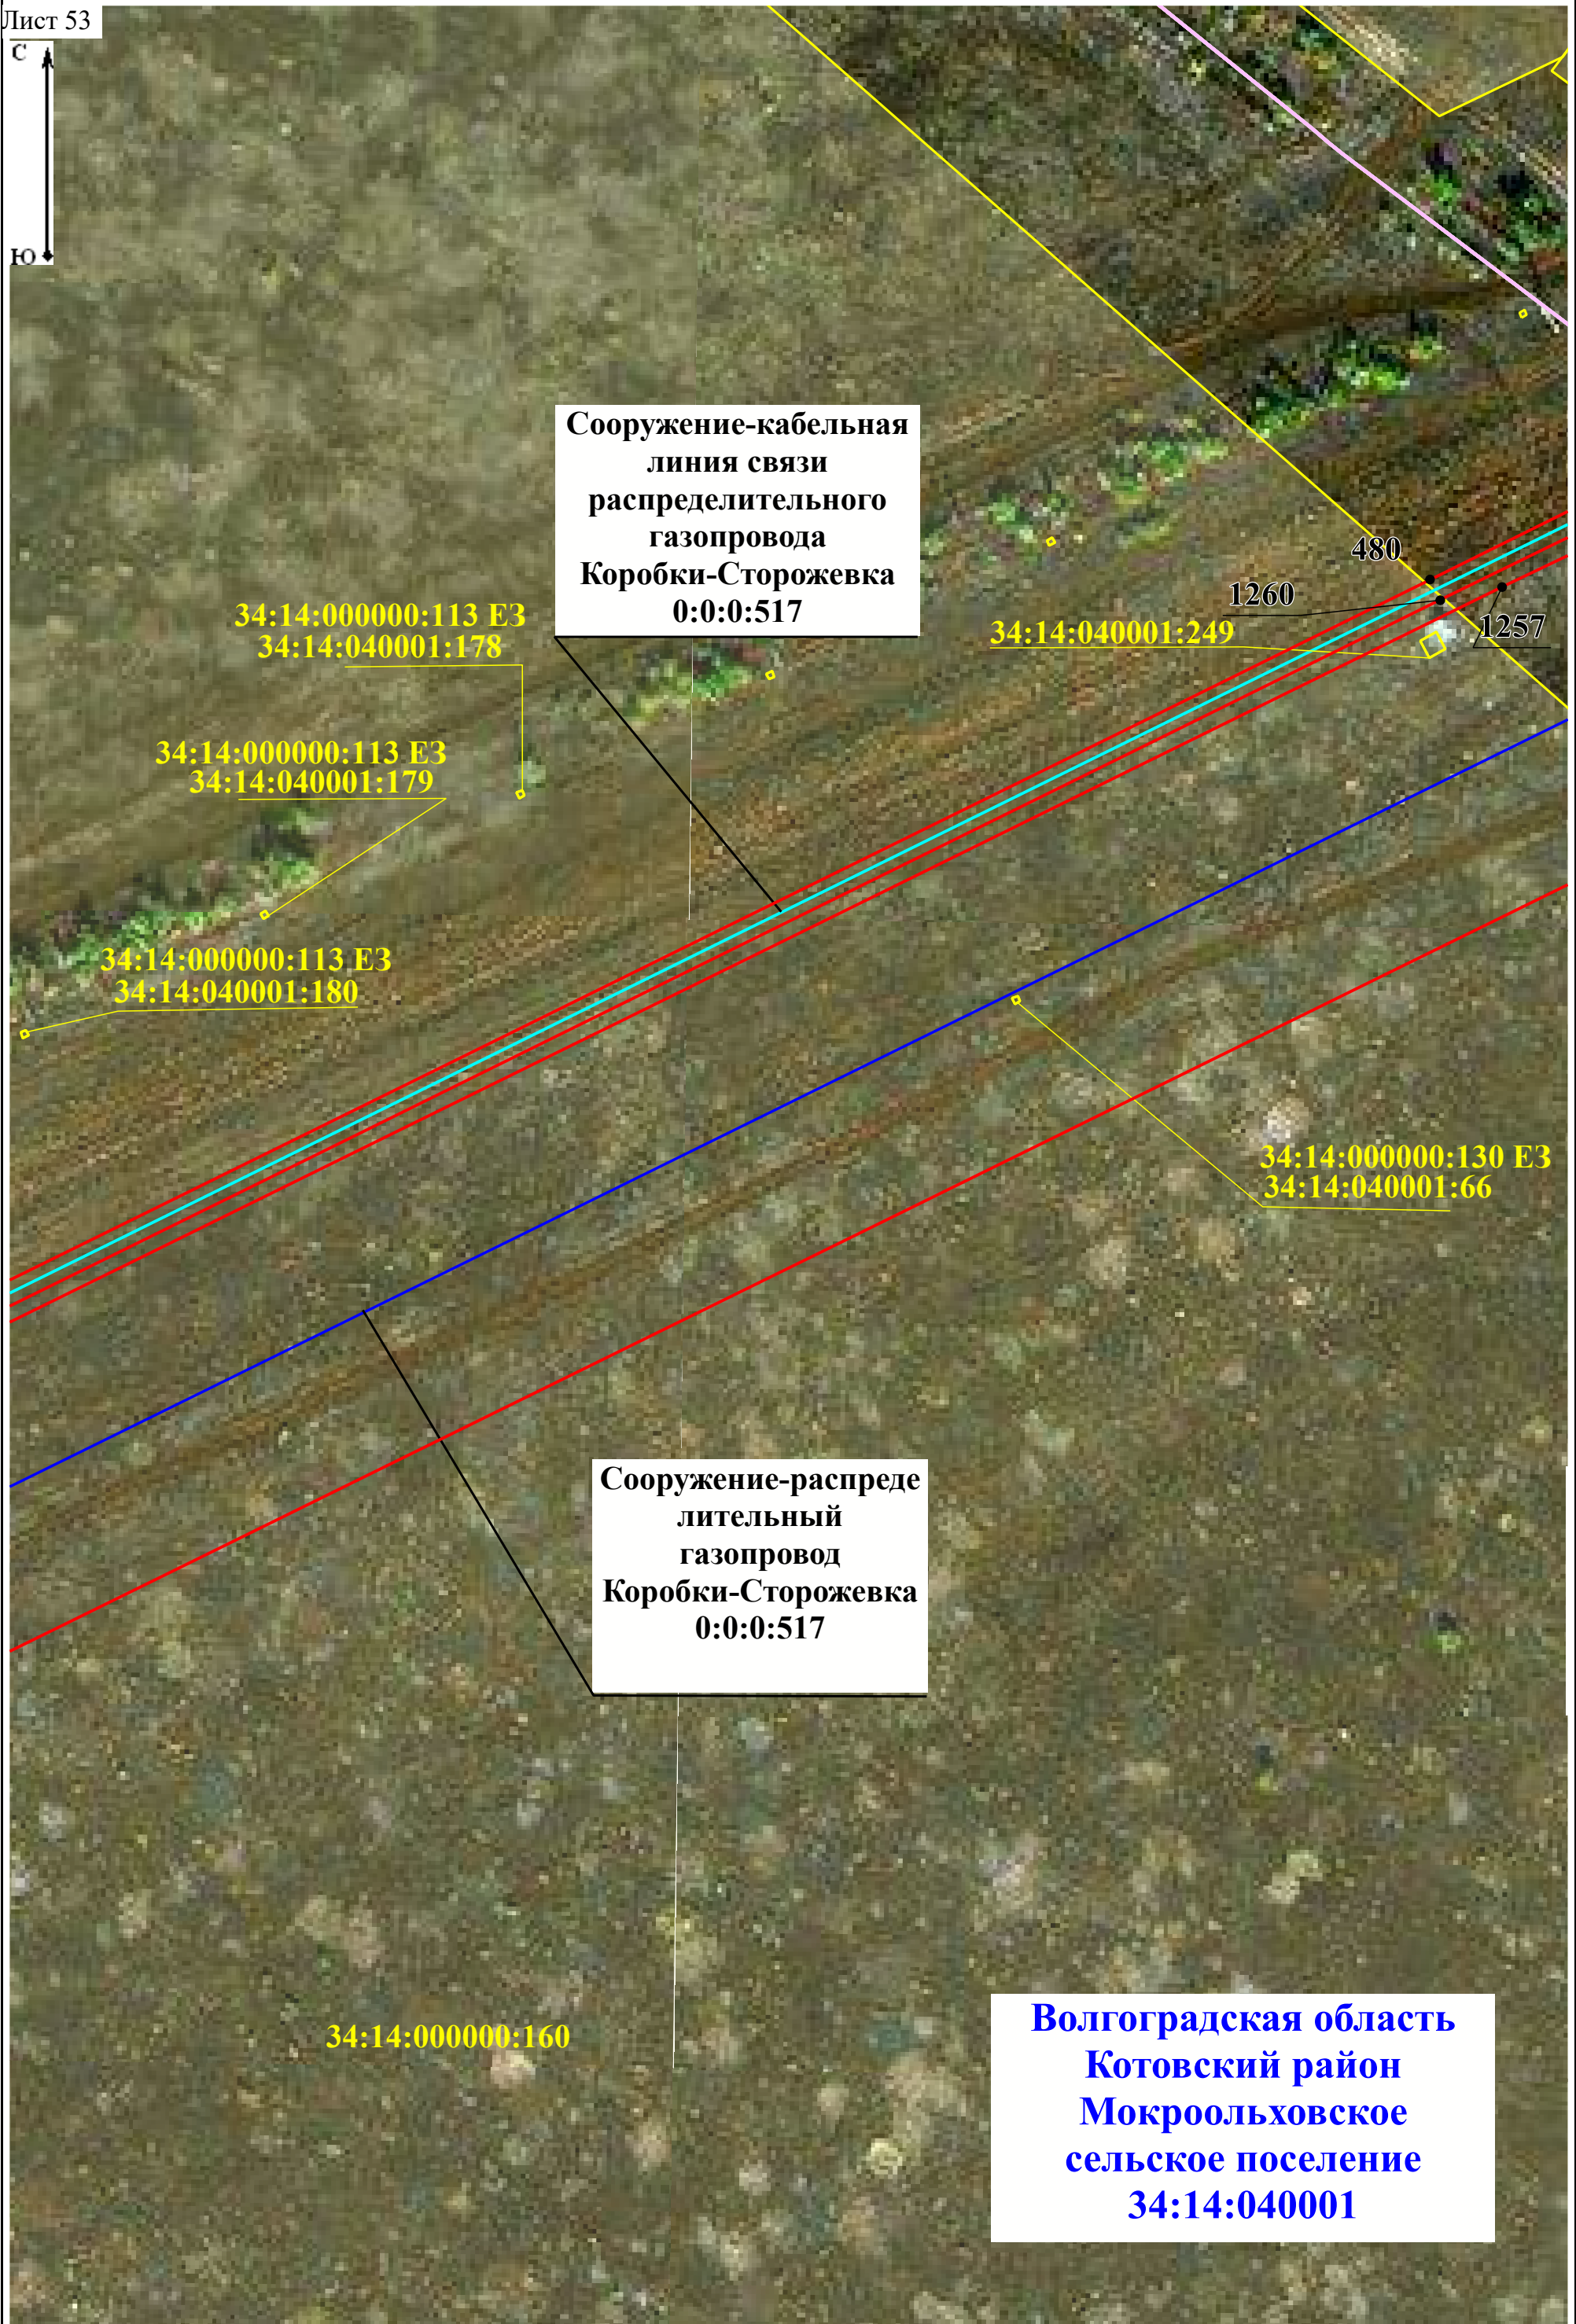 Лист 53
С
Ю
Сооружение-кабельная
линия связи
распределительного
газопровода
Коробки-Сторожевка
0:0:0:517
480
1260
1257
34:14:040001:249
34:14:000000:113 ЕЗ
34:14:040001:178
34:14:000000:113 ЕЗ
34:14:040001:179
34:14:000000:113 ЕЗ
34:14:040001:180
34:14:000000:130 ЕЗ
34:14:040001:66
Сооружение-распреде
лительный
газопровод
Коробки-Сторожевка
0:0:0:517
34:14:000000:160
Волгоградская область
Котовский район
Мокроольховское
сельское поселение
34:14:040001